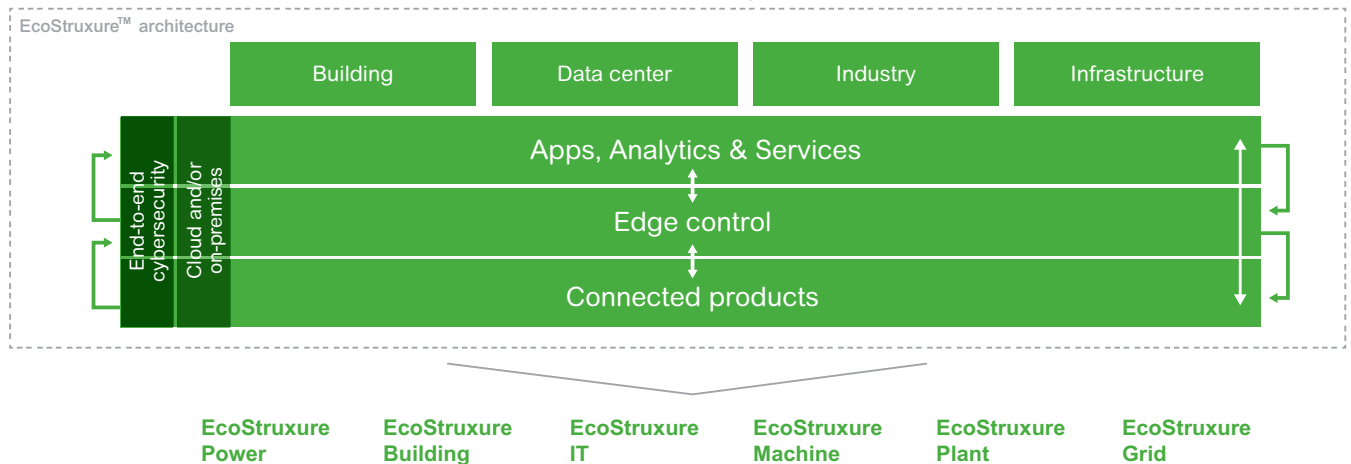 EcoStruxure™ architecture
Building
Data center
Industry
Infrastructure
End-to-end
cybersecurity
Cloud and/or
on-premises
Apps, Analytics & Services
Edge control
Connected products
EcoStruxure
Power
EcoStruxure
Building
EcoStruxure
IT
EcoStruxure
Machine
EcoStruxure
Plant
EcoStruxure
Grid